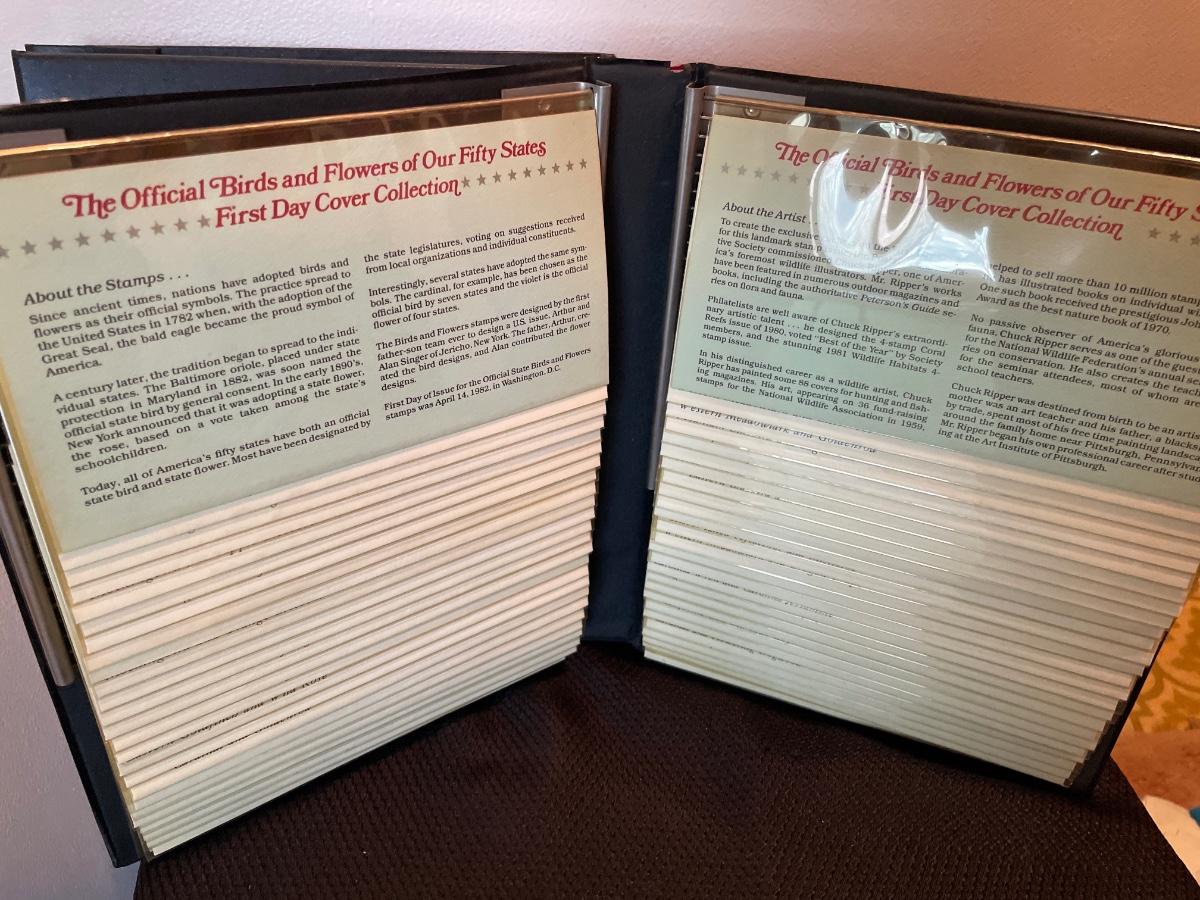 The Official Birds and Flowers of Our Fifty States
First Day Cover Collection
About the Stamps . . .
Since ancient times, nations have adopted birds and
flowers as their official symbols. The practice spread to
the United States in 1782 when, with the adoption of the
Great Seal, the bald eagle became the proud symbol of
America.
A century later, the tradition began to spread to the indi-
vidual states. The Baltimore oriole, placed under state
protection in Maryland in 1882, was soon named the
official state bird by general consent. In the early 1890's,
New York announced that it was adopting a state flower,
the rose, based on a vote taken among the state's
schoolchildren.
Today, all of America's fifty states have both an official
state bird and state flower. Most have been designated by
the state legislatures, voting on suggestions received
from local organizations and individual constituents.
Interestingly, several states have adopted the same sym-
bols. The cardinal, for example, has been chosen as the
official bird by seven states and the violet is the official
flower of four states.
The Birds and Flowers stamps were designed by the first
father-son team ever to design a U.S. issue, Arthur and
Alan Singer of Jericho, New York. The father, Arthur, cre-
ated the bird designs, and Alan contributed the flower
designs.
First Day of Issue for the Official State Bird and Flowers
stamps was April 14, 1982, in Washington, D.C.
The Official Birds and Flowers of Our Fifty
First Day Cover Collection
About the Artist . .
To create the exclusive
for this landmark stamp the
tive Society commissioned one of Amer-
ica's foremost wildlife illustrators. Mr. Ripper's works
have been featured in numerous outdoor magazines and
books, including the authoritative Peterson's Guide se-
ries on flora and fauna.
Philatelists are well aware of Chuck Ripper's extraordi-
nary artistic talent . . . he designed the 4-stamp Coral
Reefs issue of 1980, voted "Best of the Year" by Society
members, and the stunning 1981 Wildlife Habitats 4-
stamp issue.
In his distinguished career as a wildlife artist, Chuck
Ripper has painted some 88 covers for hunting and fish-
ing magazines. His art, appearing on 36 fund-raising
stamps for the National Wildlife Association in 1959,
helped to sell more than 10 million
has illustrated books on individual
One such book received the prestigious
Award as the best nature book of 1970.
No passive observer of America's glorious
fauna, Chuck Ripper serves as one of the
for the National Wildlife Federation's annual
ries on conservation. He also creates the
for the seminar attendees, most of whom
school teachers.
Chuck Ripper was destined from birth to be an
mother was an art teacher and his father, a
by trade, spent most of his free time painting
around the family home near Pittsburgh,
Mr. Ripper began his own professional career after
ing at the Art Institute of Pittsburgh.
Western Meadowlark and Goldenrod